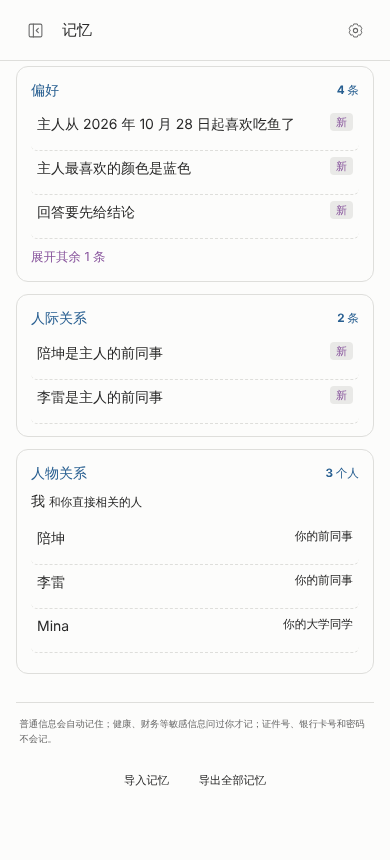 记忆
偏好 4 条
主人从 2026 年 10 月 28 日起喜欢吃鱼了 新
主人最喜欢的颜色是蓝色 新
回答要先给结论 新
展开其余 1 条
人际关系 2 条
陪坤是主人的前同事 新
李雷是主人的前同事 新
人物关系 3 个人
我 和你直接相关的人
陪坤 你的前同事
李雷 你的前同事
Mina 你的大学同学
普通信息会自动记住；健康、财务等敏感信息问过你才记；证件号、银行卡号和密码
不会记。
导入记忆 导出全部记忆